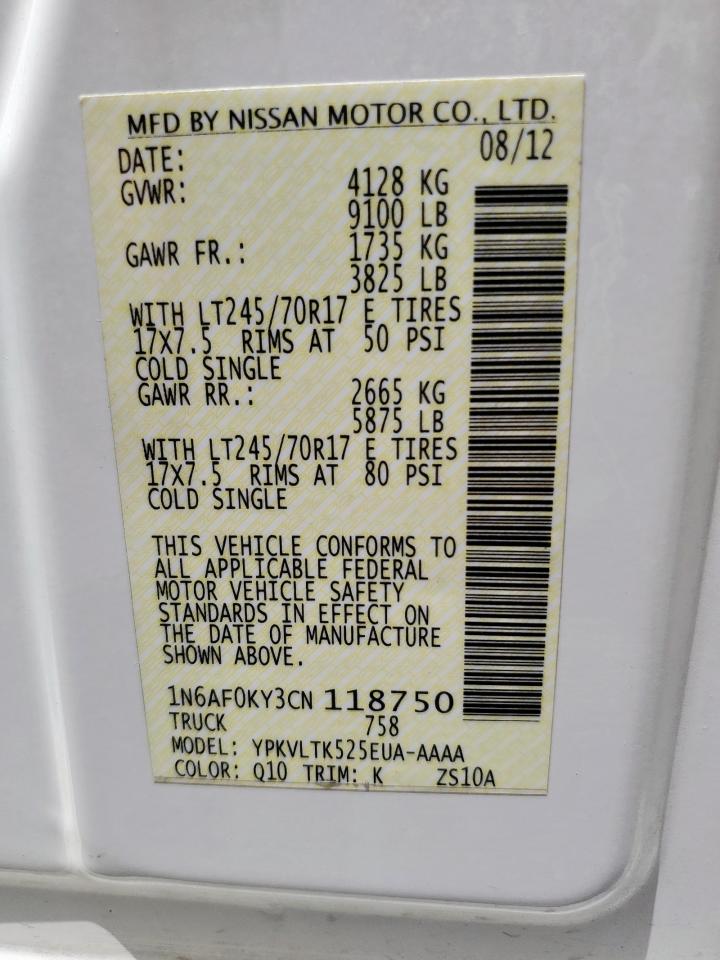 MFD BY NISSAN MOTOR CO., LTD.
DATE: 08/12
GVWR: 4128 KG
9100 LB
GAWR FR.: 1735 KG
3825 LB
WITH LT245/70R17 E TIRES
17X7.5 RIMS AT 50 PSI
COLD SINGLE
GAWR RR.: 2665 KG
5875 LB
WITH LT245/70R17 E TIRES
17X7.5 RIMS AT 80 PSI
COLD SINGLE
THIS VEHICLE CONFORMS TO
ALL APPLICABLE FEDERAL
MOTOR VEHICLE SAFETY
STANDARDS IN EFFECT ON
THE DATE OF MANUFACTURE
SHOWN ABOVE.
1N6AF0KY3CN 118750
TRUCK 758
MODEL: YPKVLTK525EUA-AAAA
COLOR: Q10 TRIM: K ZS10A